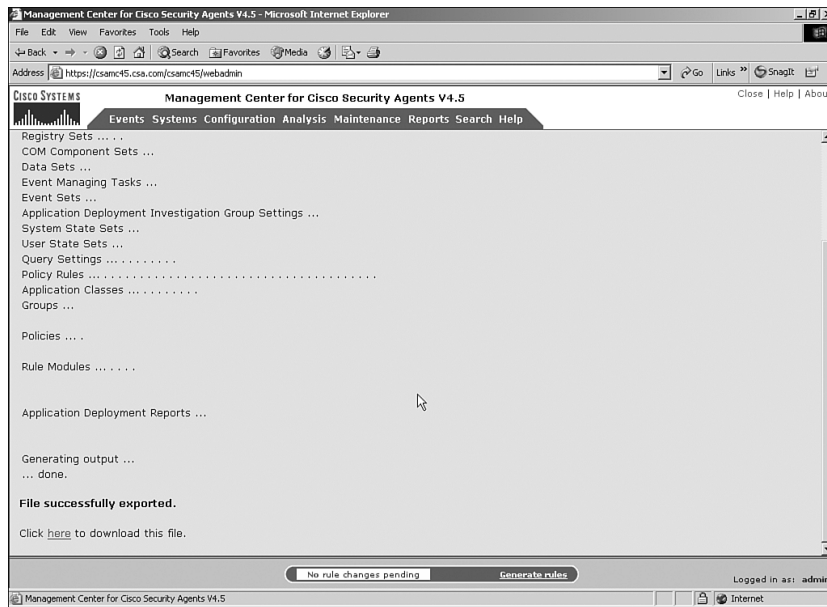 Management Center for Cisco Security Agents V4.5 - Microsoft Internet Explorer
File Edit View Favorites Tools Help
Back Search Favorites Media
Address https://csamc45.csa.com/csamc45/webadmin Go Links » SnagIt
CISCO SYSTEMS
Management Center for Cisco Security Agents V4.5
Close | Help | Abou
Events Systems Configuration Analysis Maintenance Reports Search Help
Registry Sets ... . .
COM Component Sets ...
Data Sets ...
Event Managing Tasks ...
Event Sets ...
Application Deployment Investigation Group Settings ...
System State Sets ...
User State Sets ...
Query Settings ... . . . . . . . .
Policy Rules ... . . . . . . . . . . . . . . . . . . . . . . . . . . . . . . . . . . . . . .
Application Classes ... . . . . . . . .
Groups ...
Policies ... .
Rule Modules ... . . . .
Application Deployment Reports ...
Generating output ...
... done.
File successfully exported.
Click here to download this file.
No rule changes pending Generate rules
Logged in as: admin
Management Center for Cisco Security Agents V4.5 Internet